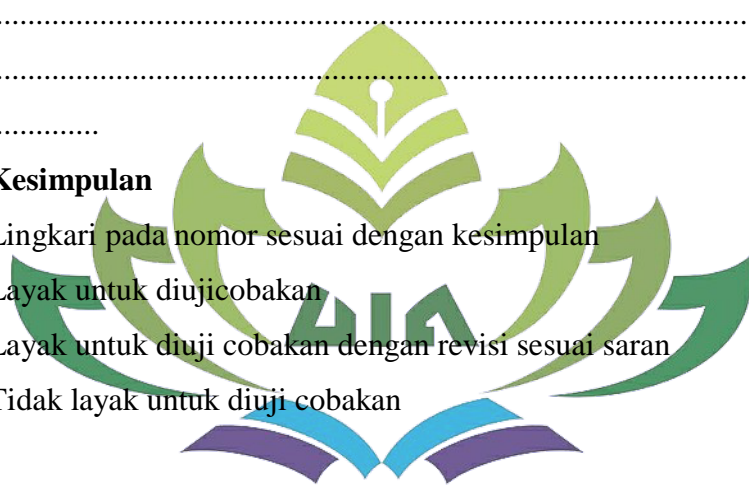 .....................................................................................................
.....................................................................................................
.............
Kesimpulan
Lingkari pada nomor sesuai dengan kesimpulan
Layak untuk diujicobakan
Layak untuk diuji cobakan dengan revisi sesuai saran
Tidak layak untuk diuji cobakan
UIN